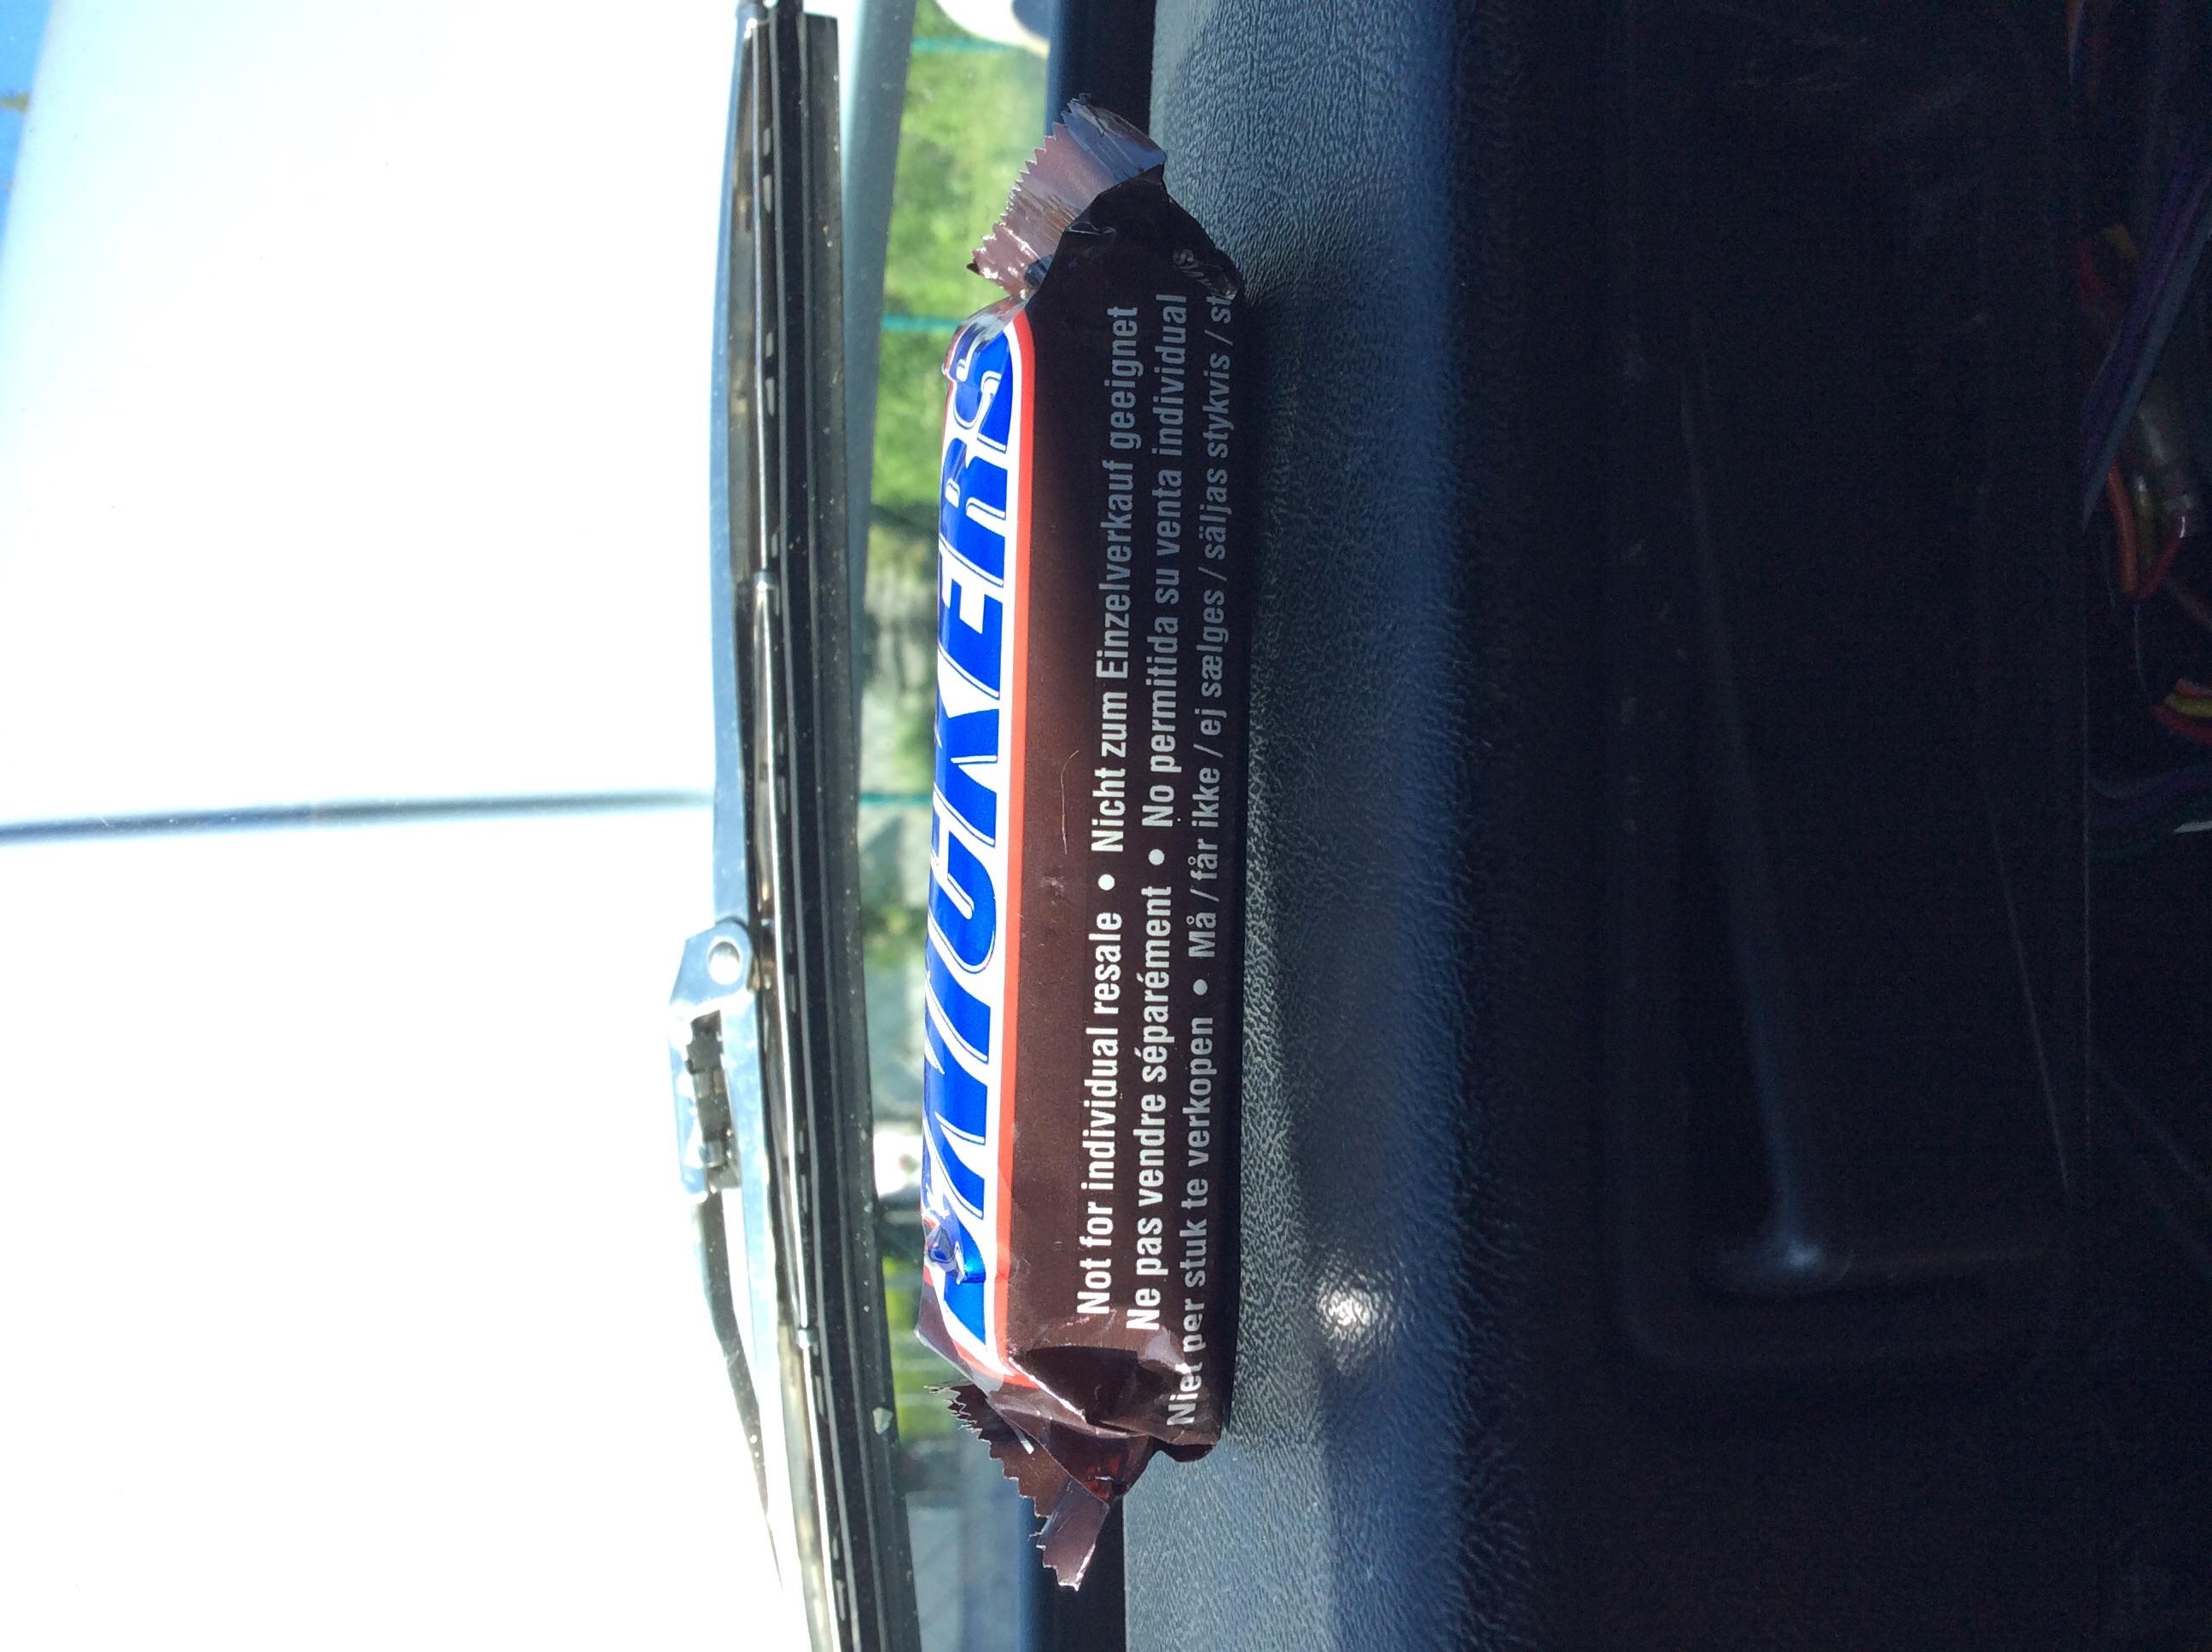 SNICKERS
Not for individual resale • Nicht zum Einzelverkauf geeignet
Ne pas vendre séparément • No permitida su venta individual
Niet per stuk te verkopen • Må / får ikke / ej sælges / säljas stykvis / st